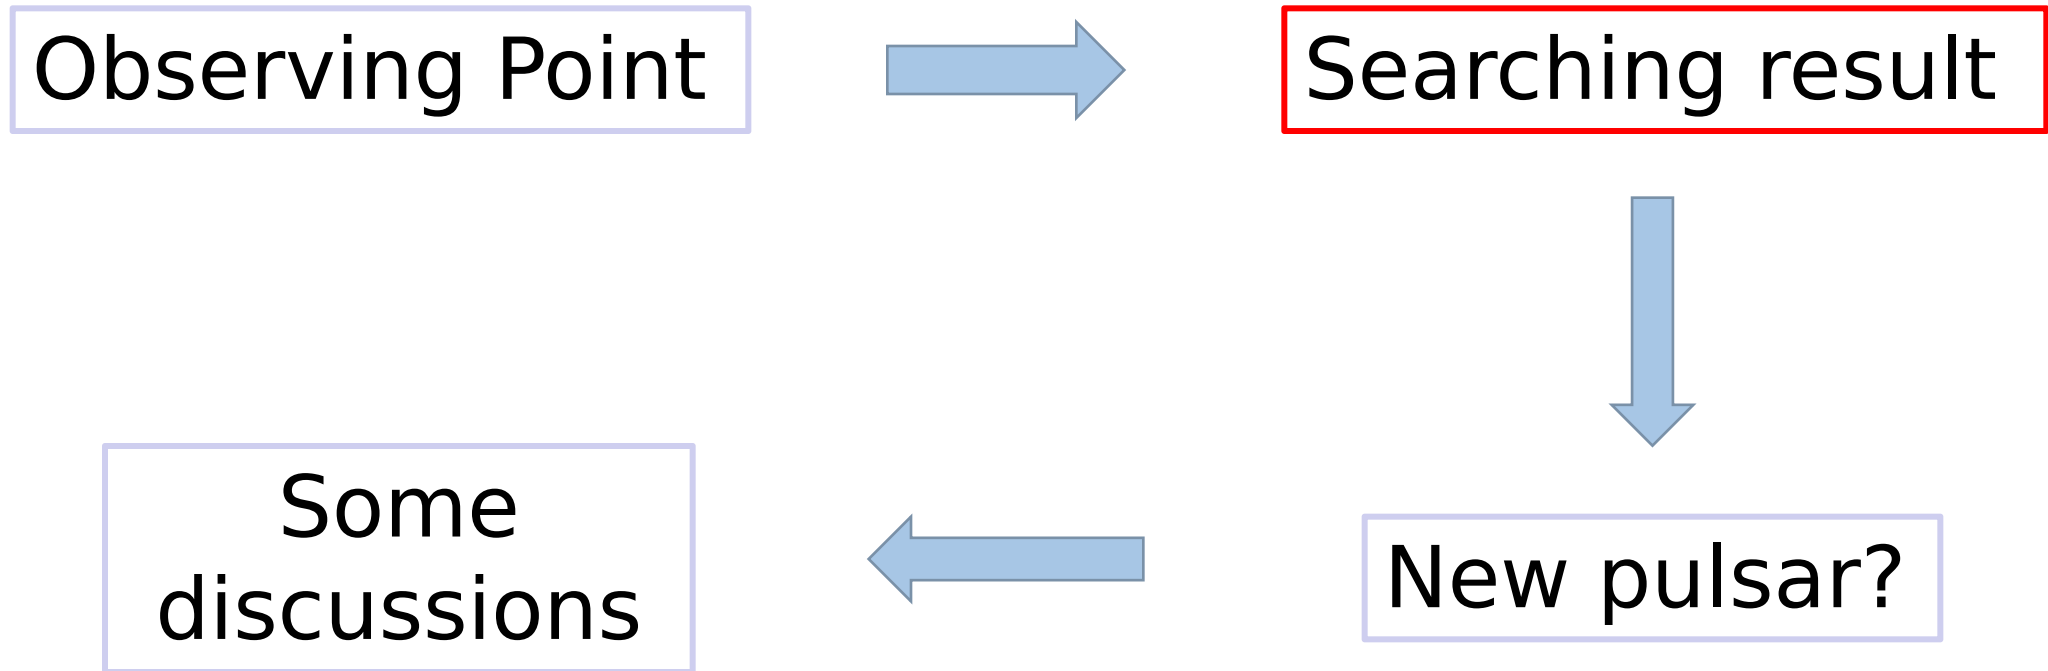 Observing Point
Searching result
New pulsar?
Some
discussions